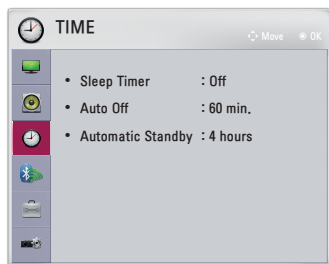 TIME
Move OK
• Sleep Timer : Off
• Auto Off : 60 min.
• Automatic Standby : 4 hours